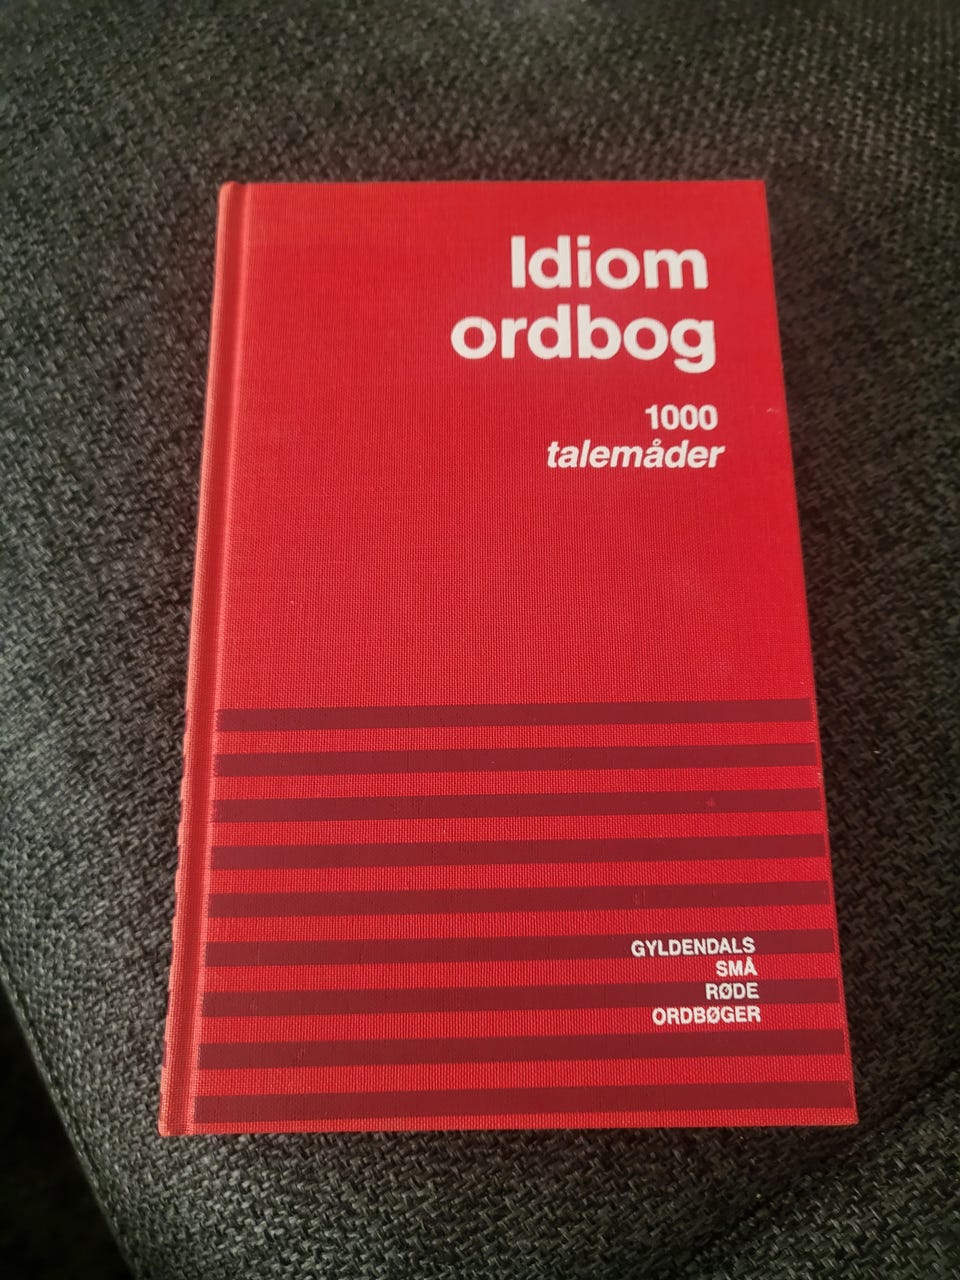 Idiom
ordbog
1000
talemåder
GYLDENDALS
SMÅ
RØDE
ORDBØGER